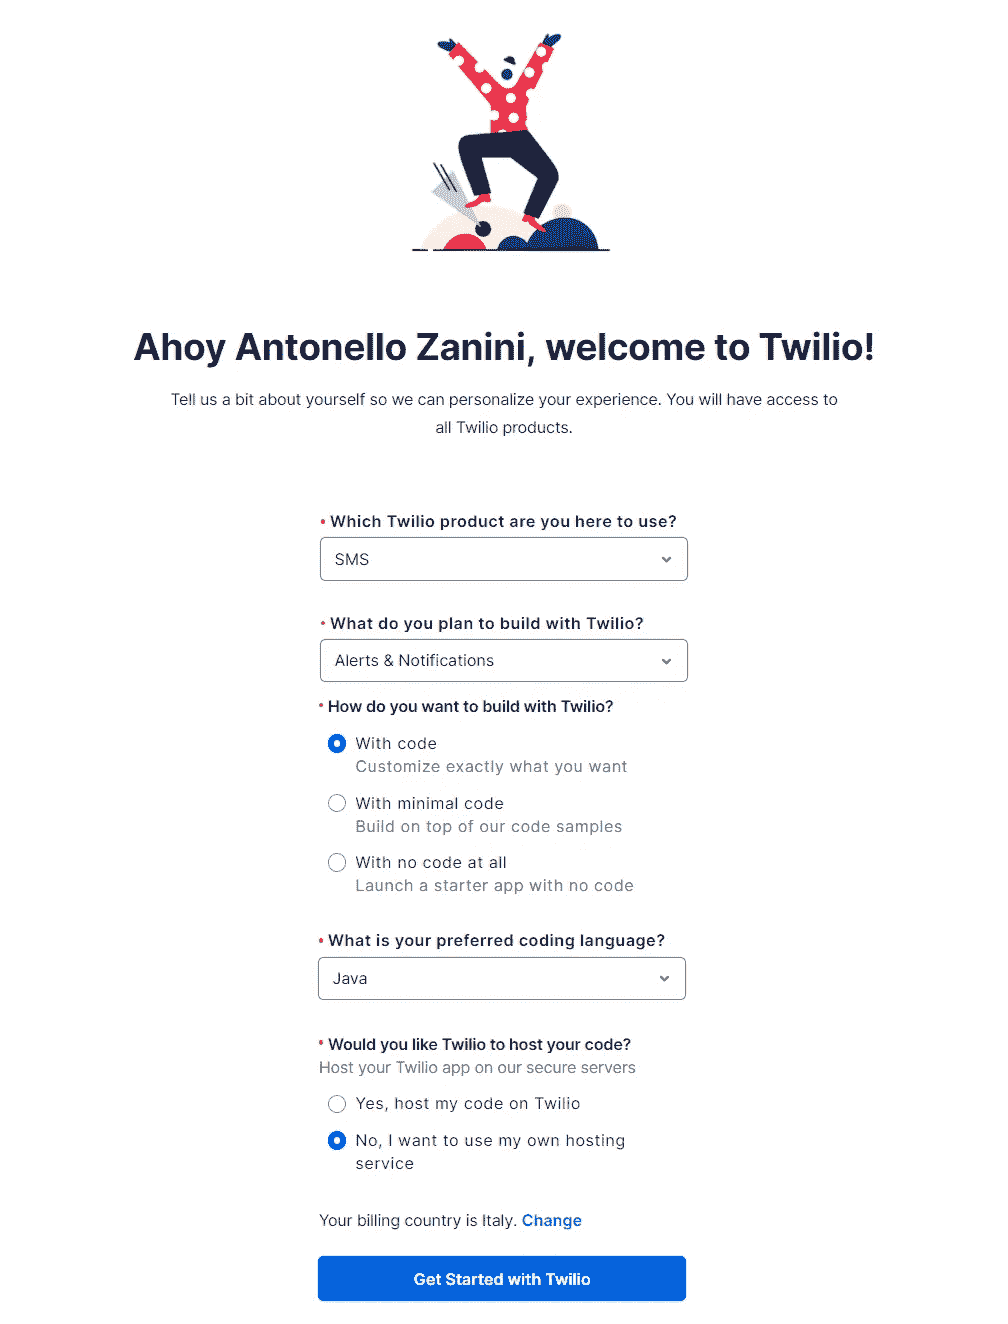 Ahoy Antonello Zanini, welcome to Twilio!
Tell us a bit about yourself so we can personalize your experience. You will have access to
all Twilio products.
• Which Twilio product are you here to use?
SMS
• What do you plan to build with Twilio?
Alerts & Notifications
• How do you want to build with Twilio?
With code
Customize exactly what you want
With minimal code
Build on top of our code samples
With no code at all
Launch a starter app with no code
• What is your preferred coding language?
Java
• Would you like Twilio to host your code?
Host your Twilio app on our secure servers
Yes, host my code on Twilio
No, I want to use my own hosting
service
Your billing country is Italy. Change
Get Started with Twilio